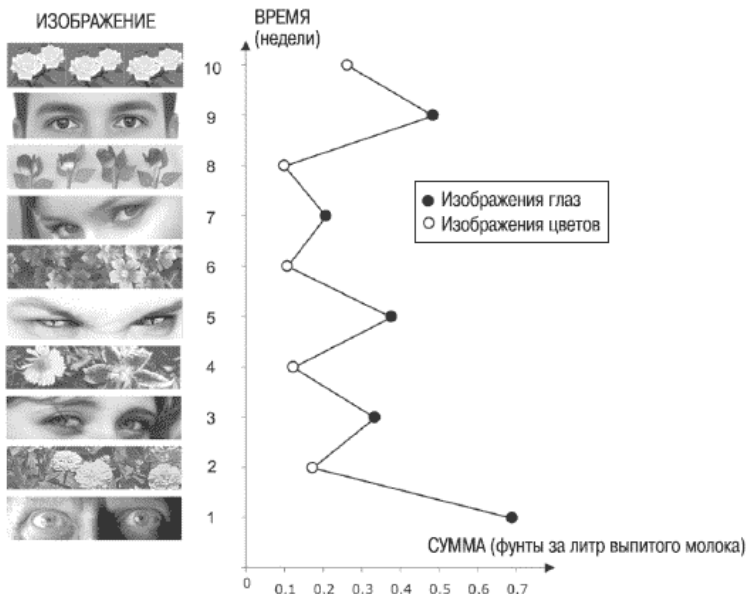 ИЗОБРАЖЕНИЕ
ВРЕМЯ
(недели)
10
9
8
7
6
5
4
3
2
1
Изображения глаз
Изображения цветов
СУММА (фунты за литр выпитого молока)
0 0.1 0.2 0.3 0.4 0.5 0.6 0.7